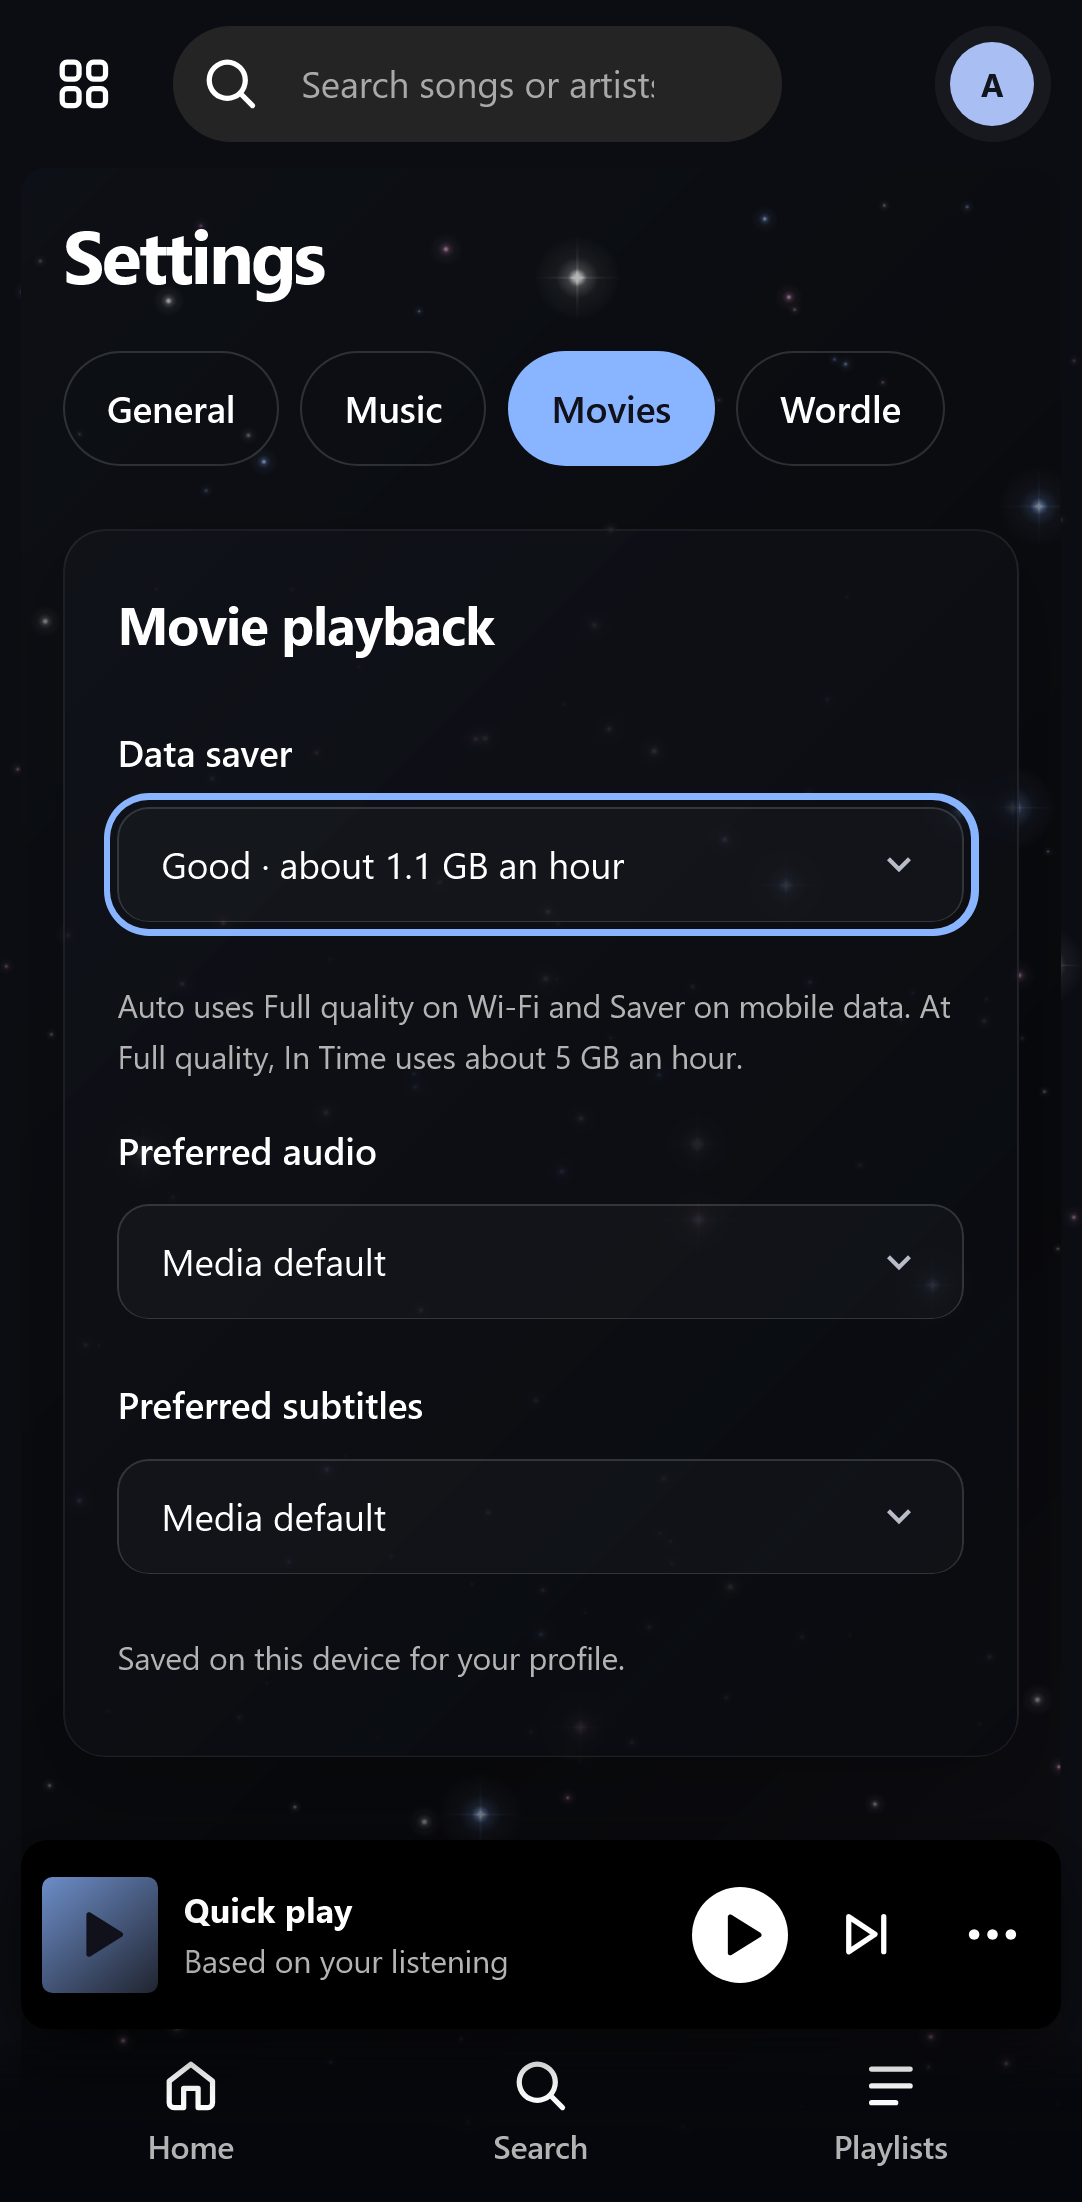 Search songs or artists
A
Settings
General
Music
Movies
Wordle
Movie playback
Data saver
Good · about 1.1 GB an hour
Auto uses Full quality on Wi-Fi and Saver on mobile data. At
Full quality, In Time uses about 5 GB an hour.
Preferred audio
Media default
Preferred subtitles
Media default
Saved on this device for your profile.
Quick play
Based on your listening
Home
Search
Playlists